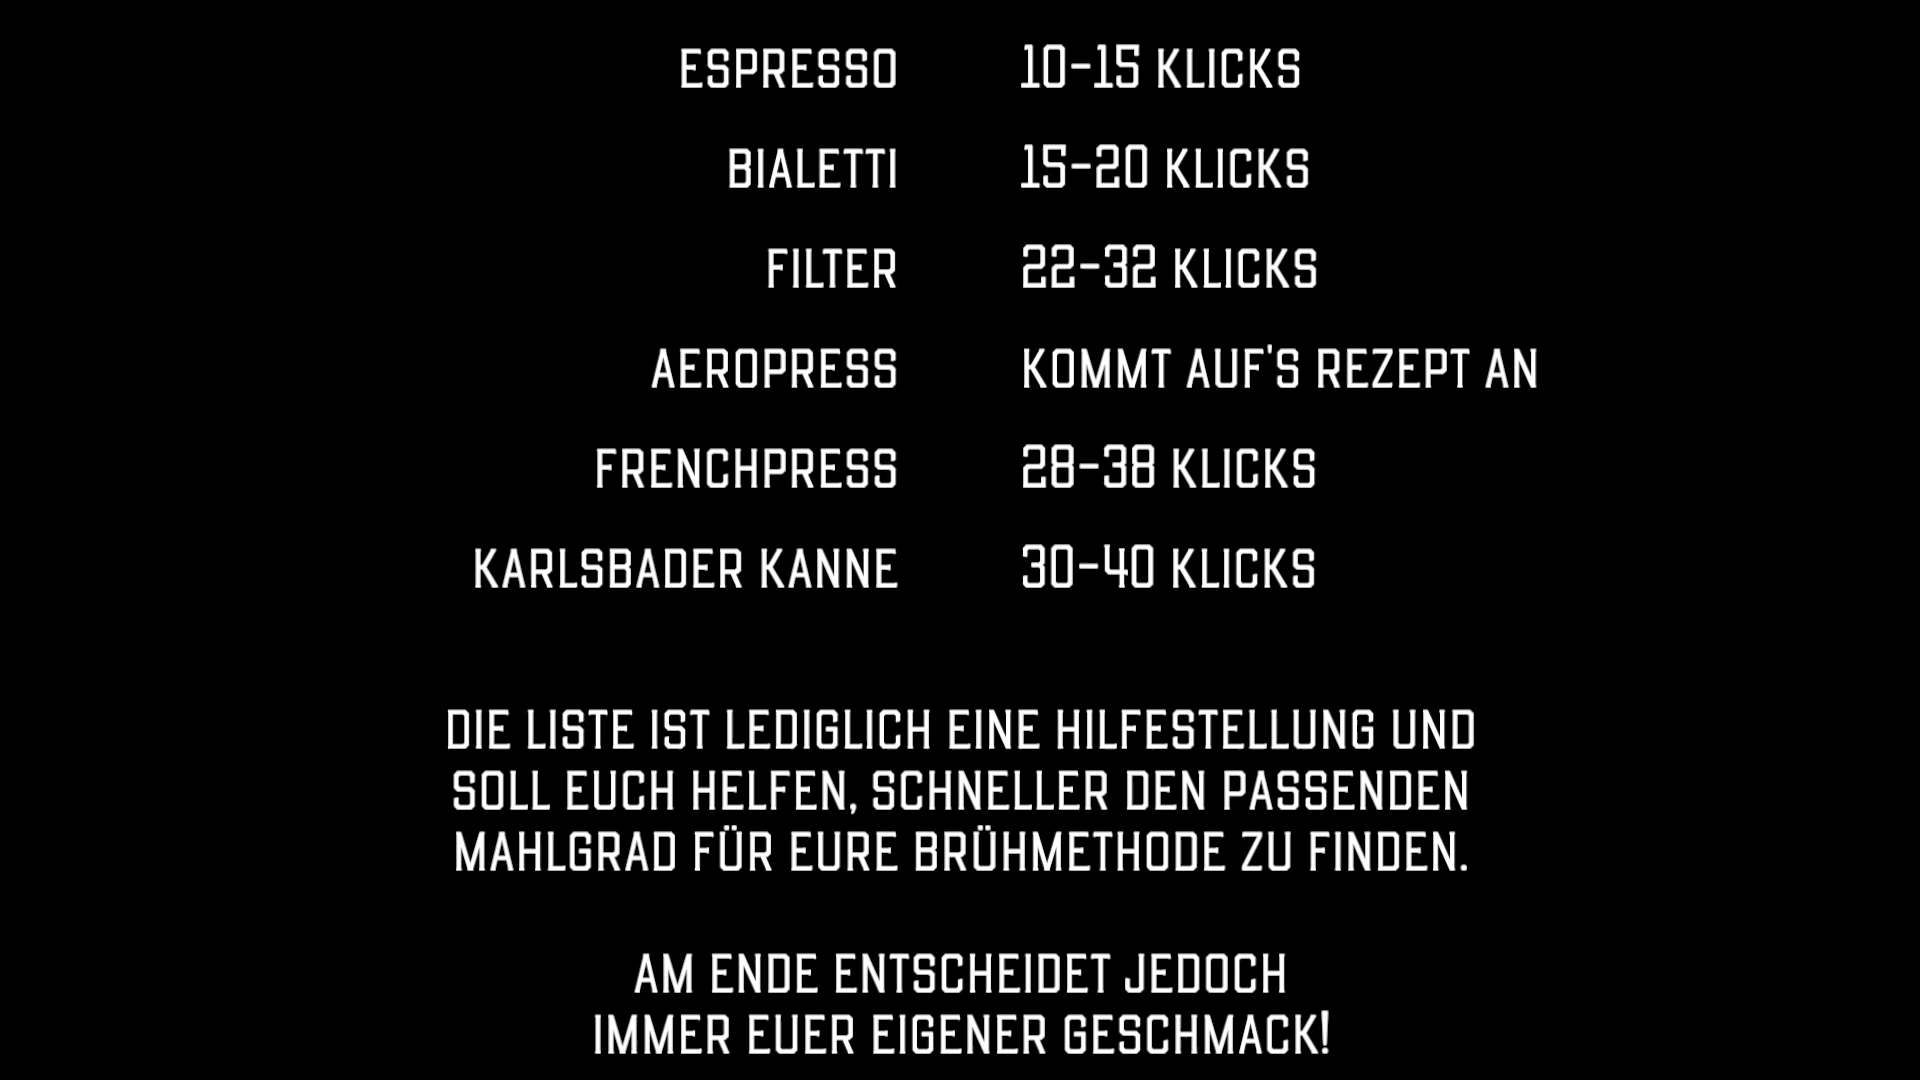 ESPRESSO 10-15 KLICKS
BIALETTI 15-20 KLICKS
FILTER 22-32 KLICKS
AEROPRESS KOMMT AUF'S REZEPT AN
FRENCHPRESS 28-38 KLICKS
KARLSBADER KANNE 30-40 KLICKS
DIE LISTE IST LEDIGLICH EINE HILFESTELLUNG UND
SOLL EUCH HELFEN, SCHNELLER DEN PASSENDEN
MAHLGRAD FÜR EURE BRÜHMETHODE ZU FINDEN.
AM ENDE ENTSCHEIDET JEDOCH
IMMER EUER EIGENER GESCHMACK!